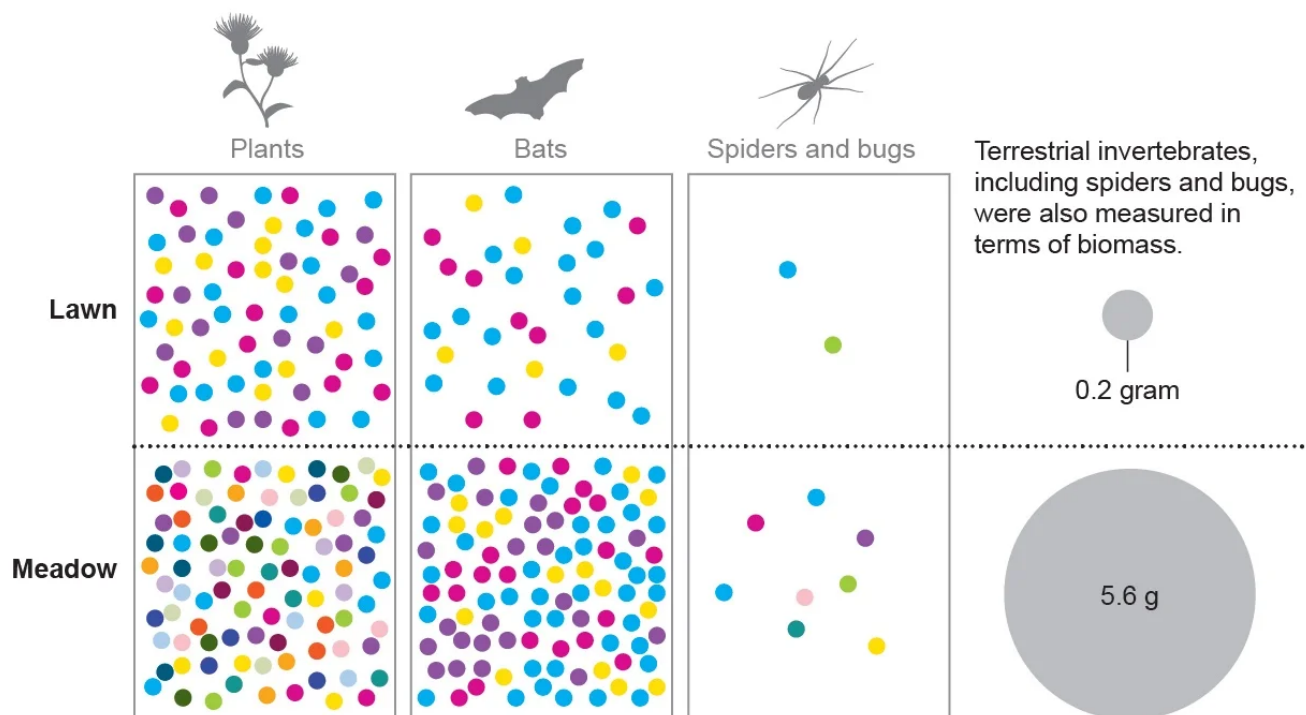 Plants
Bats
Spiders and bugs
Terrestrial invertebrates,
including spiders and bugs,
were also measured in
terms of biomass.
Lawn
0.2 gram
Meadow
5.6 g